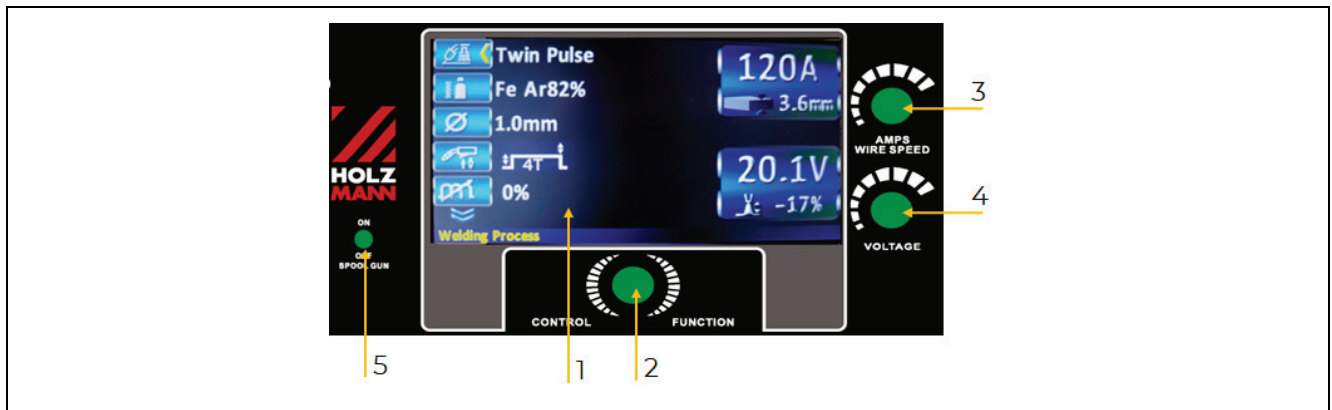 Twin Pulse
120A
Fe Ar82%
3.6mm
3
1.0mm
AMPS
WIRE SPEED
4T
HOLZ
MANN
20.1V
0%
-17%
4
ON
Welding Process
VOLTAGE
OFF
SPOOL GUN
CONTROL
FUNCTION
5
1
2